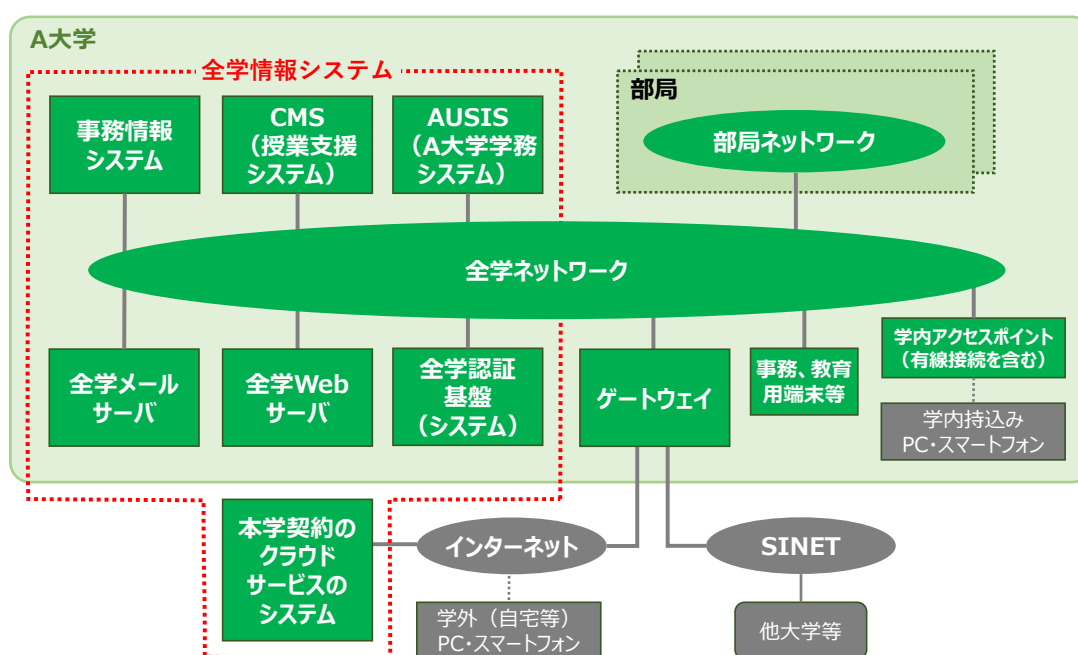 A大学
全学情報システム
事務情報
システム
CMS
（授業支援
システム）
AUSIS
（A大学学務
システム）
部局
部局ネットワーク
全学ネットワーク
全学メール
サーバ
全学Web
サーバ
全学認証
基盤
（システム）
ゲートウェイ
事務、教育
用端末等
学内アクセスポイント
（有線接続を含む）
学内持込み
PC・スマートフォン
本学契約の
クラウド
サービスの
システム
インターネット
SINET
学外（自宅等）
PC・スマートフォン
他大学等